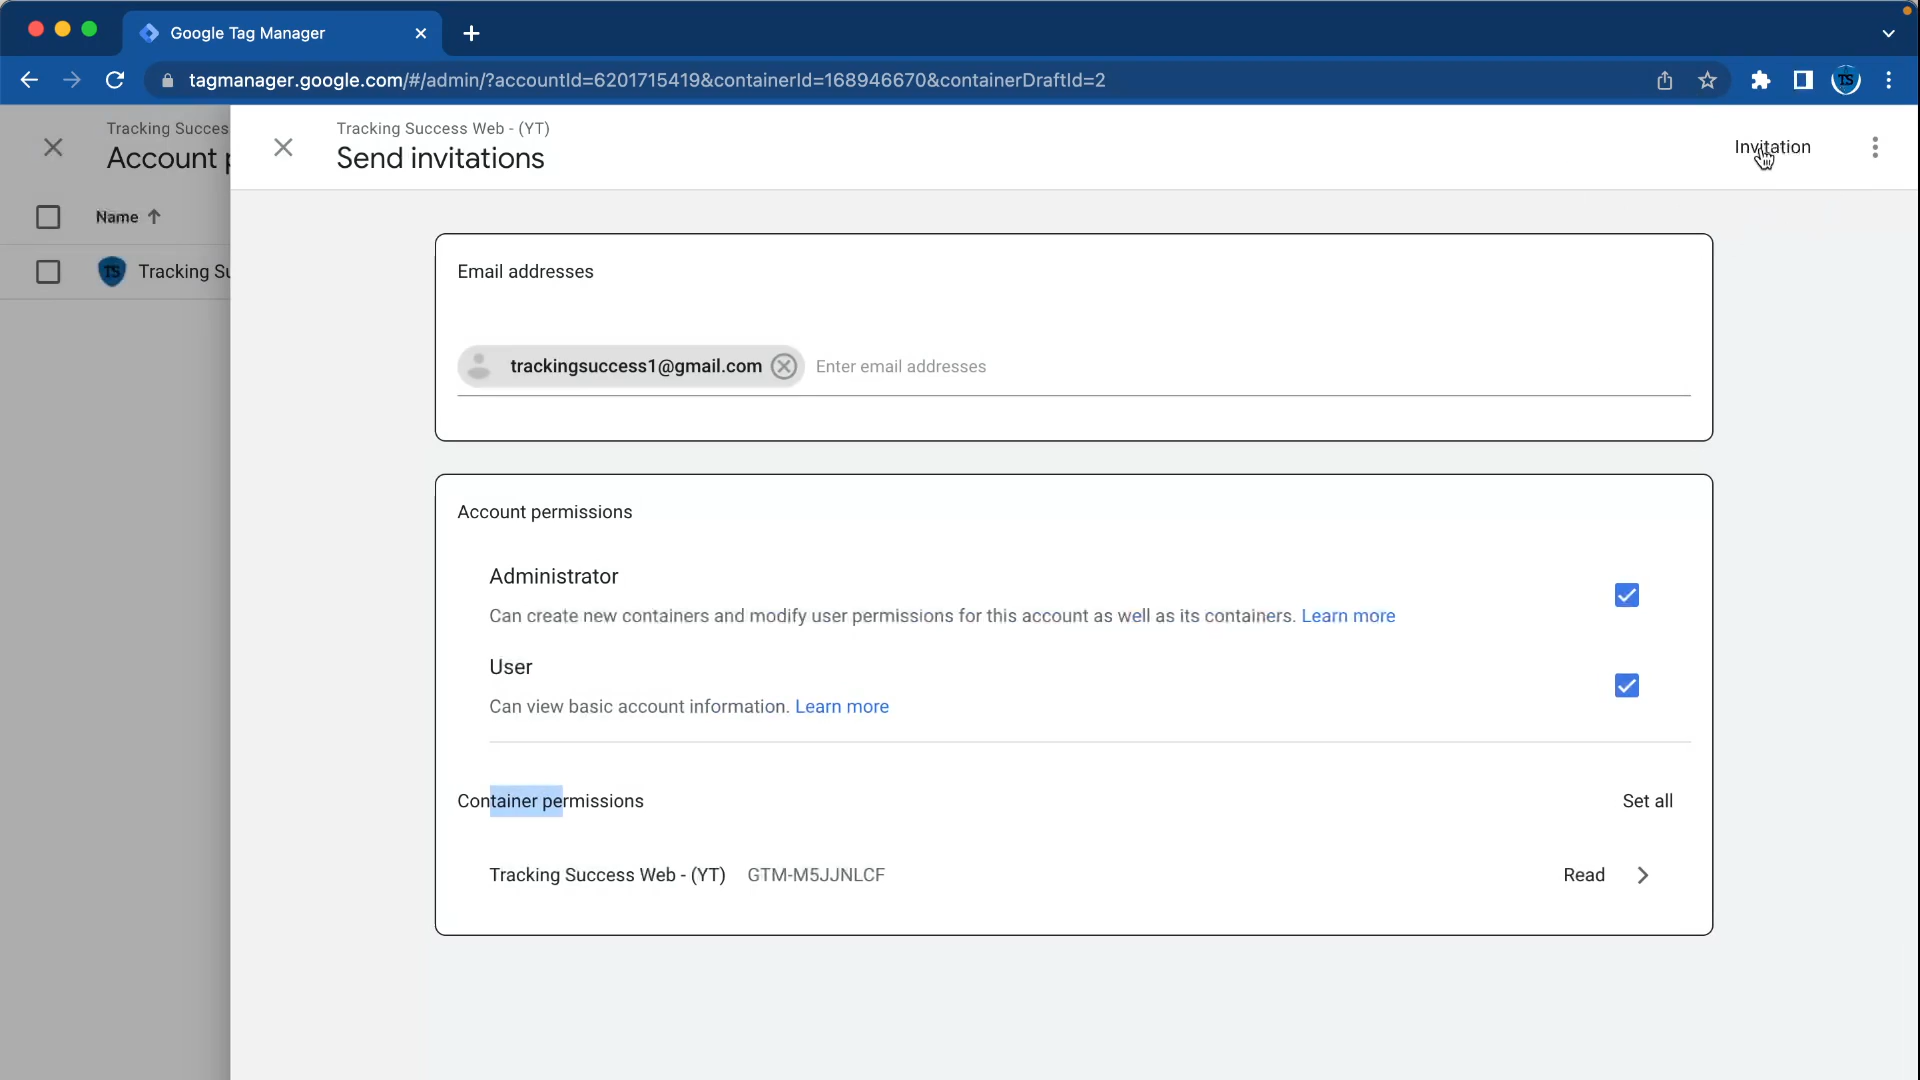 Google Tag Manager
tagmanager.google.com/#/admin/?accountId=6201715419&containerId=168946670&containerDraftId=2
TS
Tracking Succes
Account p
Name
TS Tracking Su
Tracking Success Web - (YT)
Send invitations
Invitation
Email addresses
trackingsuccess1@gmail.com Enter email addresses
Account permissions
Administrator
Can create new containers and modify user permissions for this account as well as its containers. Learn more
User
Can view basic account information. Learn more
Container permissions Set all
Tracking Success Web - (YT) GTM-M5JJNLCF Read